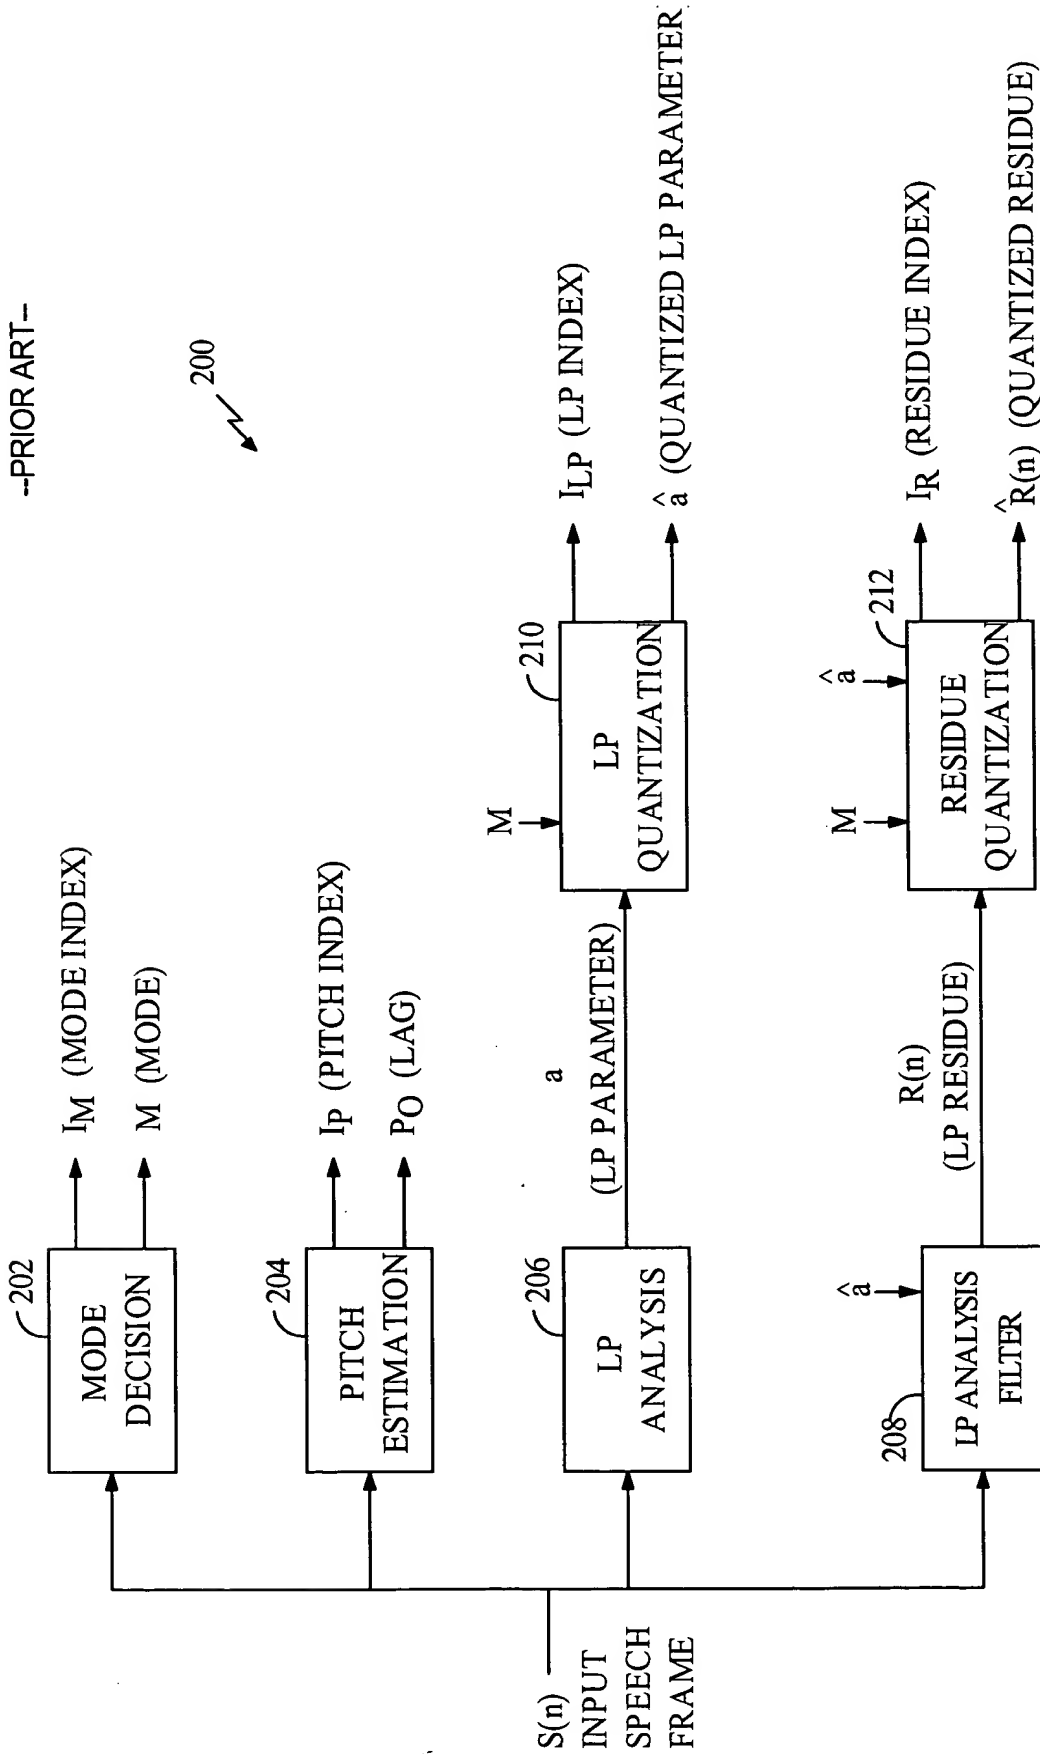 --PRIOR ART--
200
202
MODE
DECISION
I_M (MODE INDEX)
M (MODE)
204
PITCH
ESTIMATION
I_P (PITCH INDEX)
P_O (LAG)
S(n)
INPUT
SPEECH
FRAME
206
LP
ANALYSIS
a
(LP PARAMETER)
M
210
LP
QUANTIZATION
I_LP (LP INDEX)
â (QUANTIZED LP PARAMETER)
208
â
LP ANALYSIS
FILTER
R(n)
(LP RESIDUE)
M
â
212
RESIDUE
QUANTIZATION
I_R (RESIDUE INDEX)
R̂(n) (QUANTIZED RESIDUE)